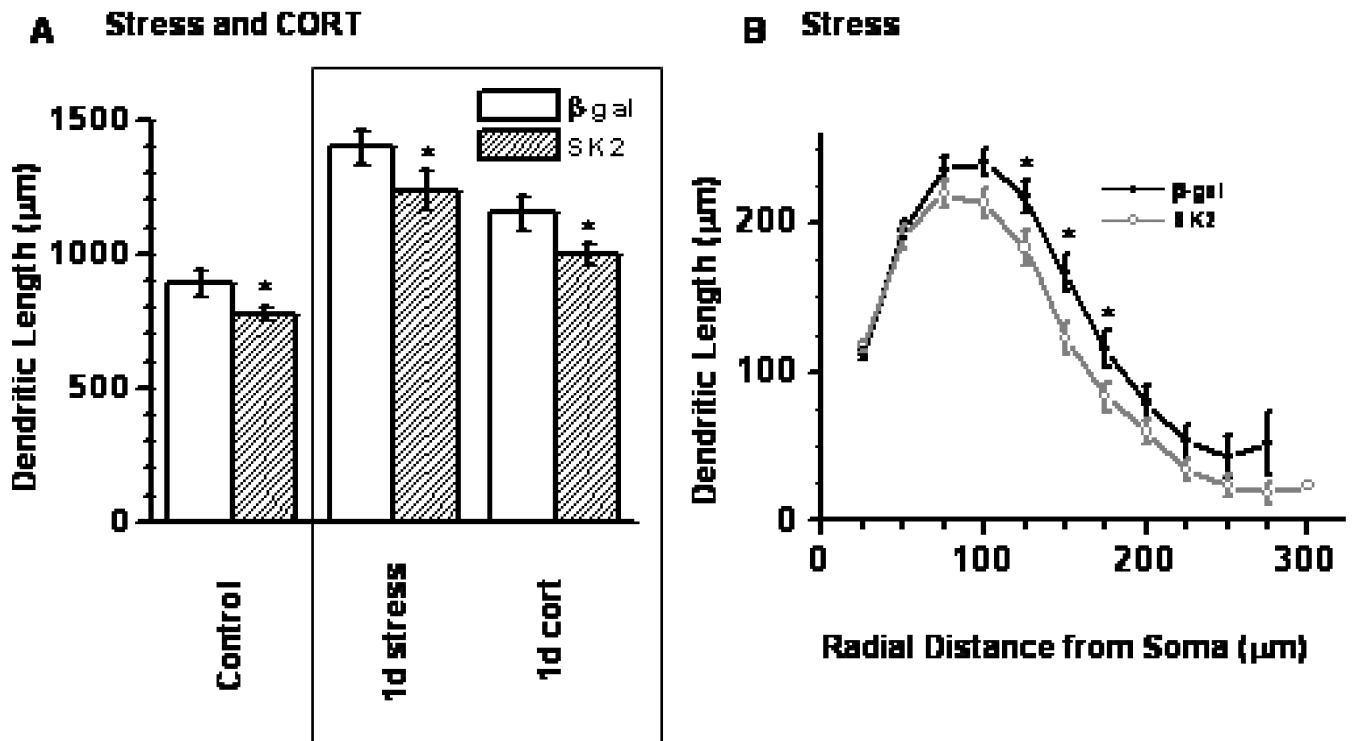 A Stress and CORT
Dendritic Length (µm)
1500
1000
500
0
β-gal
SK2
*
*
*
Control
1d stress
1d cort
B Stress
Dendritic Length (µm)
200
100
0
*
*
*
β-gal
SK2
0 100 200 300
Radial Distance from Soma (µm)